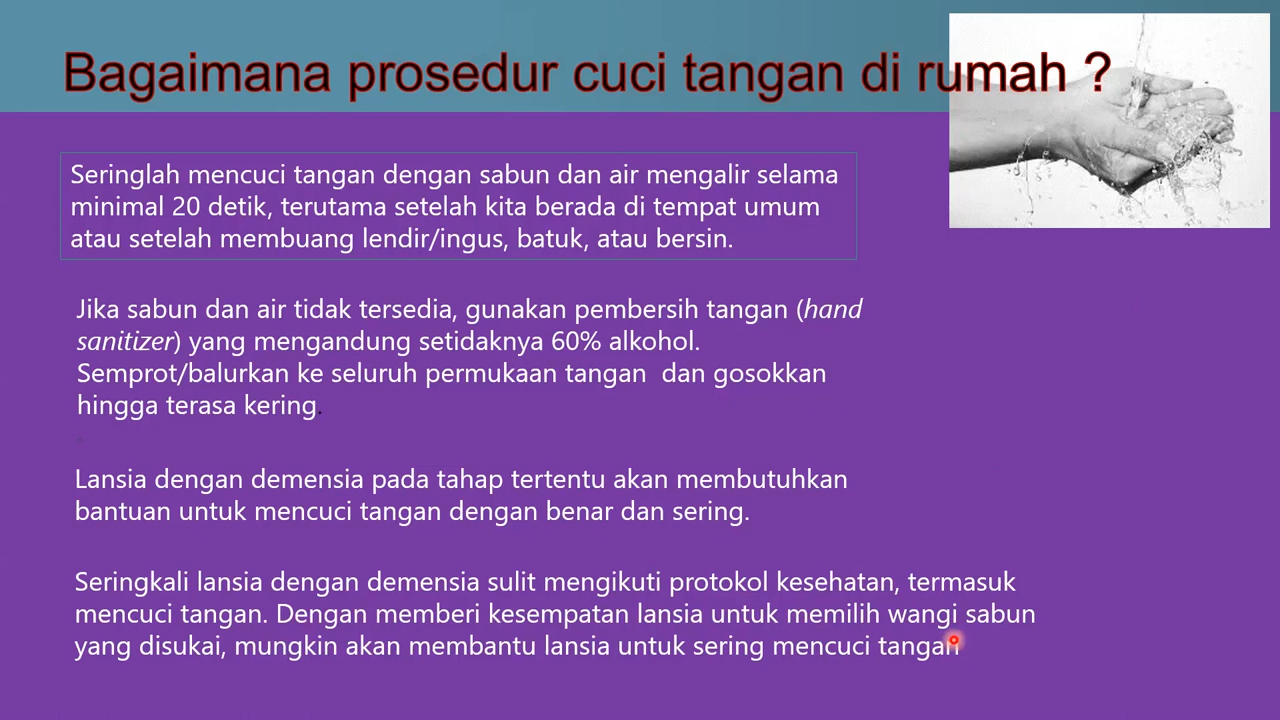 Bagaimana prosedur cuci tangan di rumah ?
Seringlah mencuci tangan dengan sabun dan air mengalir selama
minimal 20 detik, terutama setelah kita berada di tempat umum
atau setelah membuang lendir/ingus, batuk, atau bersin.
Jika sabun dan air tidak tersedia, gunakan pembersih tangan (hand
sanitizer) yang mengandung setidaknya 60% alkohol.
Semprot/balurkan ke seluruh permukaan tangan  dan gosokkan
hingga terasa kering.
Lansia dengan demensia pada tahap tertentu akan membutuhkan
bantuan untuk mencuci tangan dengan benar dan sering.
Seringkali lansia dengan demensia sulit mengikuti protokol kesehatan, termasuk
mencuci tangan. Dengan memberi kesempatan lansia untuk memilih wangi sabun
yang disukai, mungkin akan membantu lansia untuk sering mencuci tangan